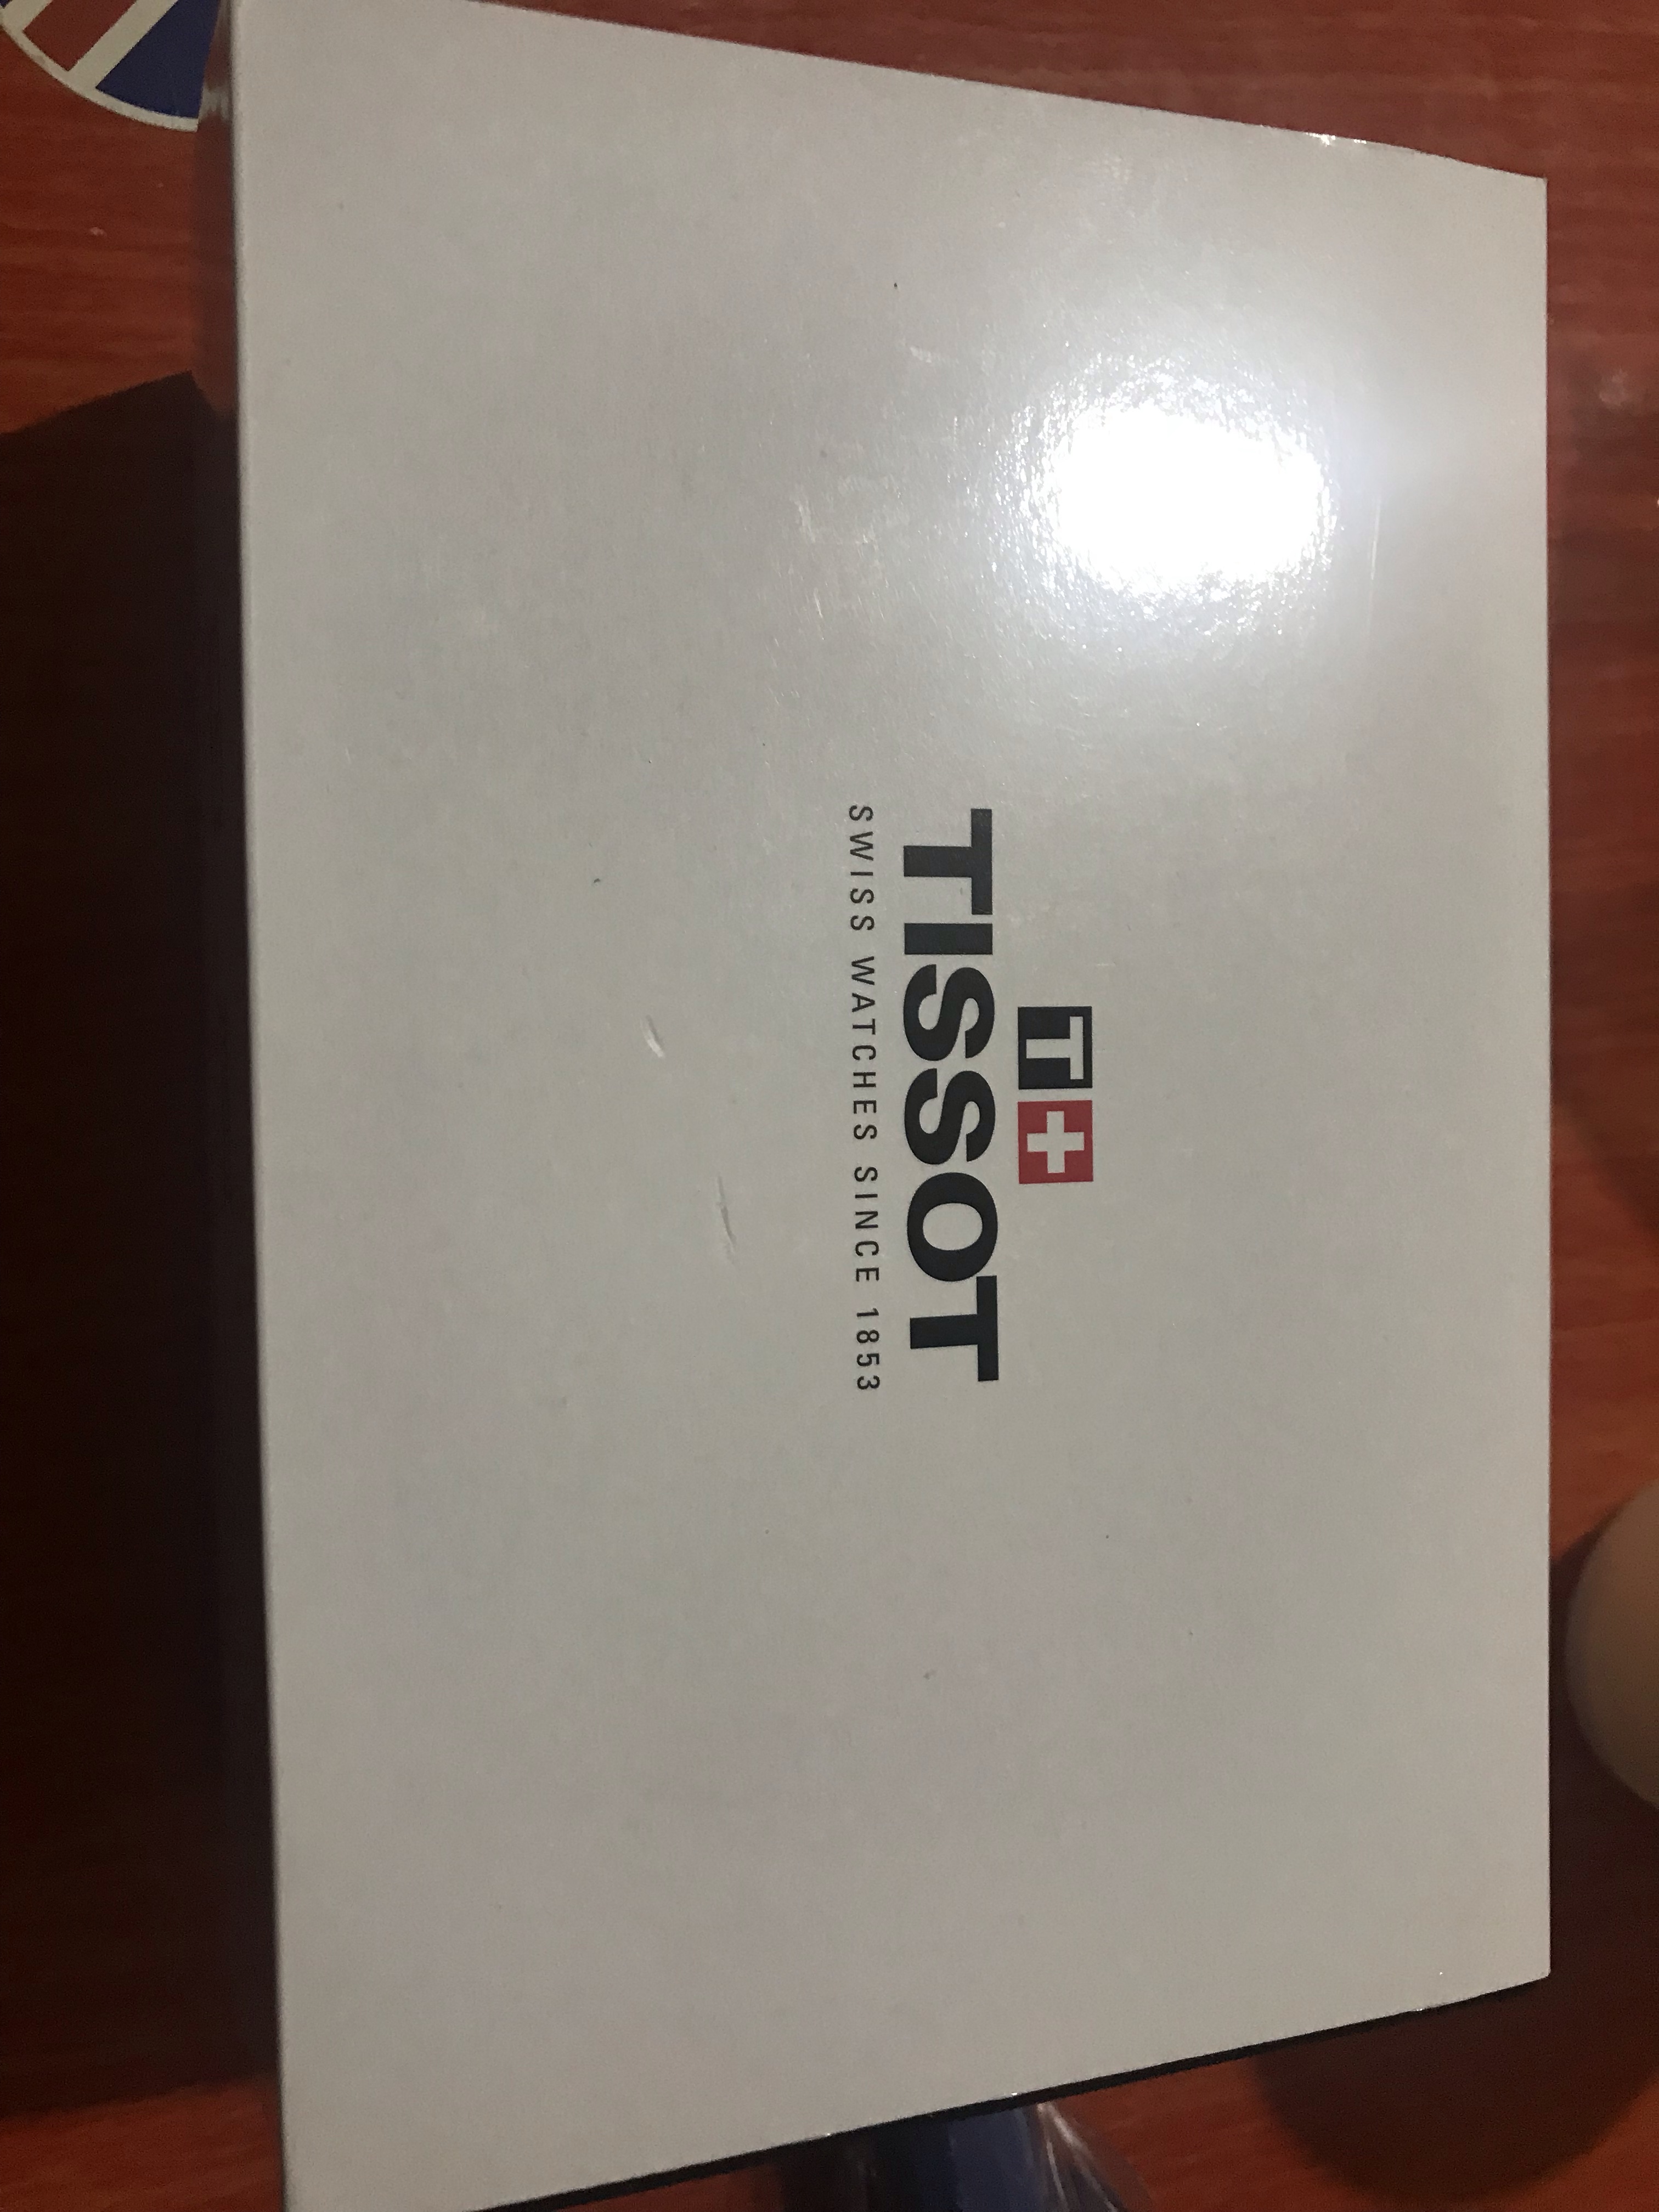 T
TISSOT
SWISS WATCHES SINCE 1853